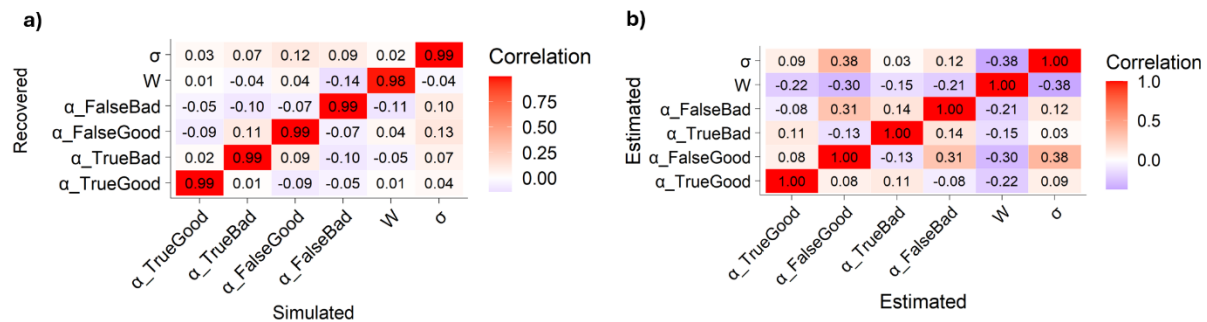 a)
σ 0.03 0.07 0.12 0.09 0.02 0.99
W 0.01 -0.04 0.04 -0.14 0.98 -0.04
α_FalseBad -0.05 -0.10 -0.07 0.99 -0.11 0.10
α_FalseGood -0.09 0.11 0.99 -0.07 0.04 0.13
α_TrueBad 0.02 0.99 0.09 -0.10 -0.05 0.07
α_TrueGood 0.99 0.01 -0.09 -0.05 0.01 0.04
Recovered
α_TrueGood
α_TrueBad
α_FalseGood
α_FalseBad
W
σ
Simulated
Correlation
0.75
0.50
0.25
0.00
b)
σ 0.09 0.38 0.03 0.12 -0.38 1.00
W -0.22 -0.30 -0.15 -0.21 1.00 -0.38
α_FalseBad -0.08 0.31 0.14 1.00 -0.21 0.12
α_TrueBad 0.11 -0.13 1.00 0.14 -0.15 0.03
α_FalseGood 0.08 1.00 -0.13 0.31 -0.30 0.38
α_TrueGood 1.00 0.08 0.11 -0.08 -0.22 0.09
Estimated
α_TrueGood
α_FalseGood
α_TrueBad
α_FalseBad
W
σ
Estimated
Correlation
1.0
0.5
0.0